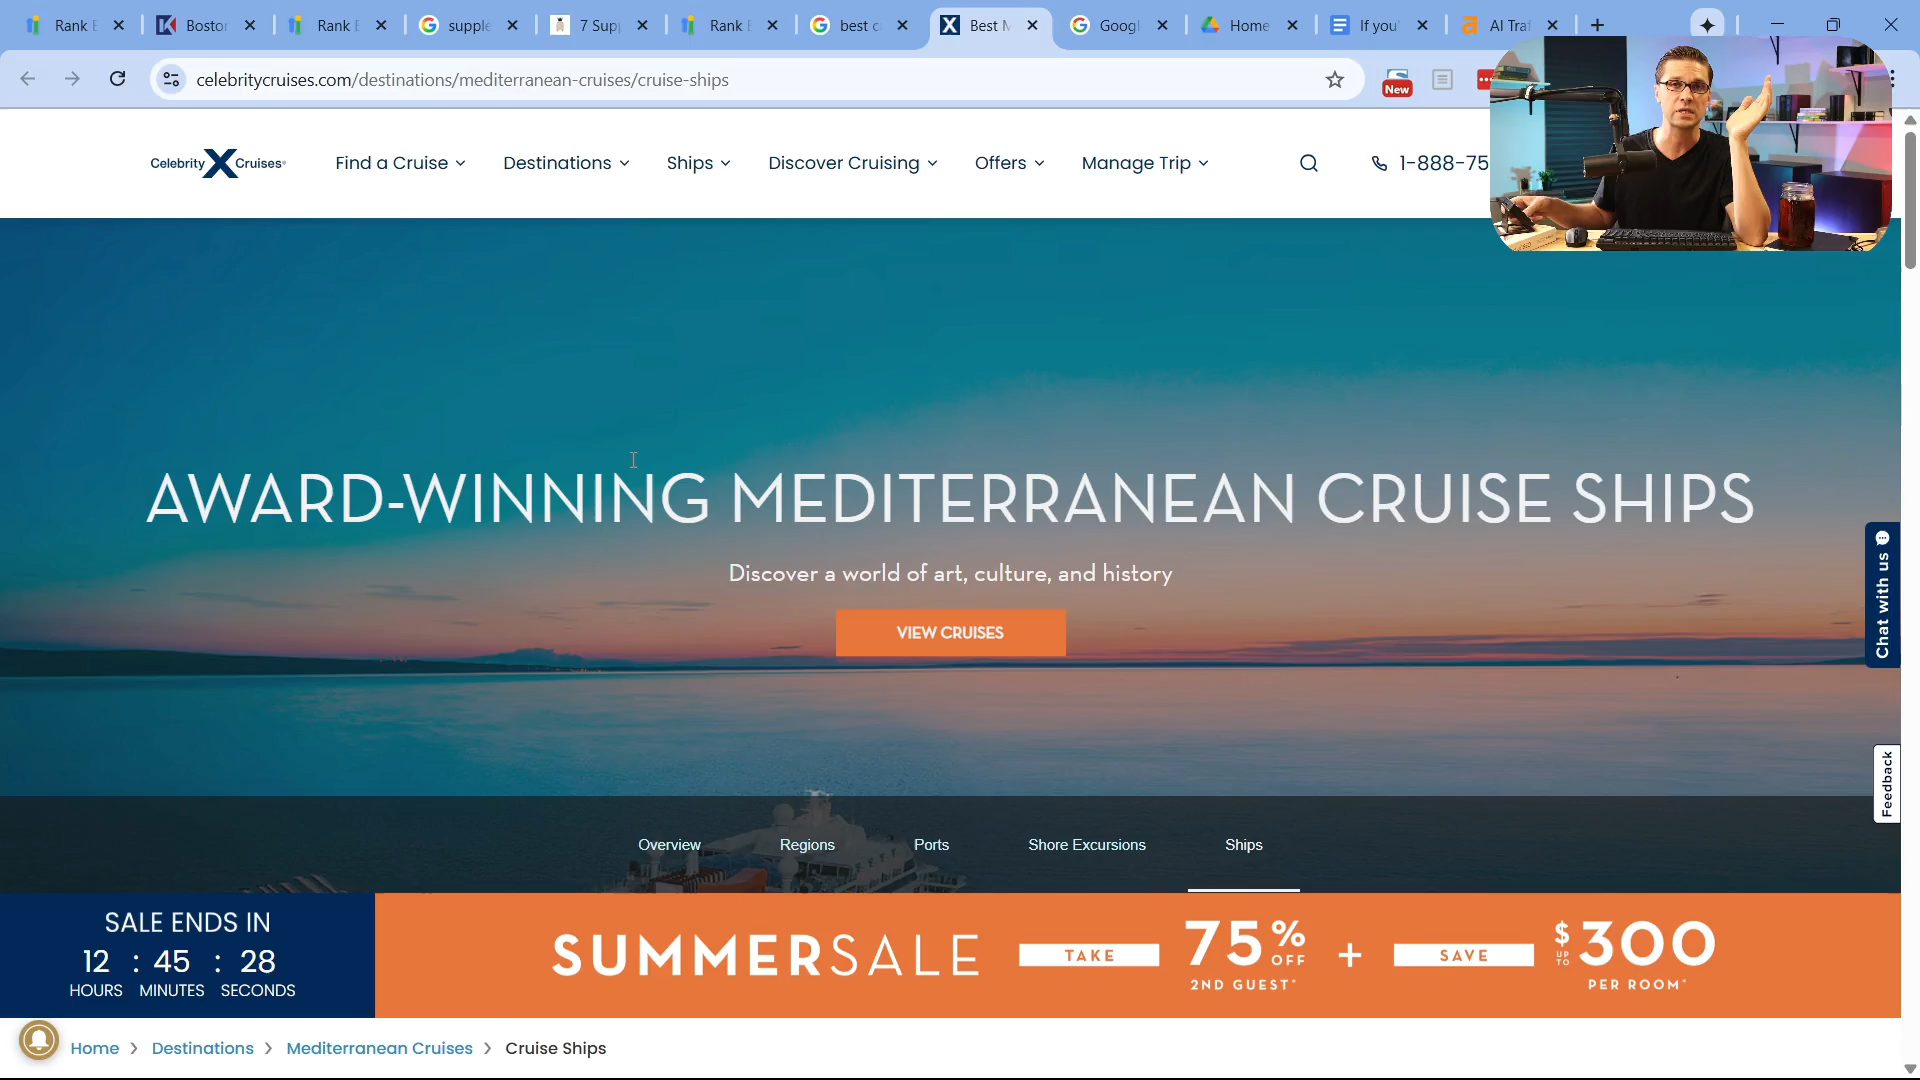 Rank E
Bostor
Rank E
supple
7 Sup
Rank E
best c
Best M
Googl
Home
If you'
AI Traf
celebritycruises.com/destinations/mediterranean-cruises/cruise-ships
New
Celebrity X Cruises
Find a Cruise
Destinations
Ships
Discover Cruising
Offers
Manage Trip
1-888-75
AWARD-WINNING MEDITERRANEAN CRUISE SHIPS
Discover a world of art, culture, and history
VIEW CRUISES
Chat with us
Feedback
Overview
Regions
Ports
Shore Excursions
Ships
SALE ENDS IN
12 : 45 : 28
HOURS MINUTES SECONDS
SUMMERSALE
TAKE
75% OFF
2ND GUEST*
+
SAVE
UP TO $300
PER ROOM*
Home > Destinations > Mediterranean Cruises > Cruise Ships